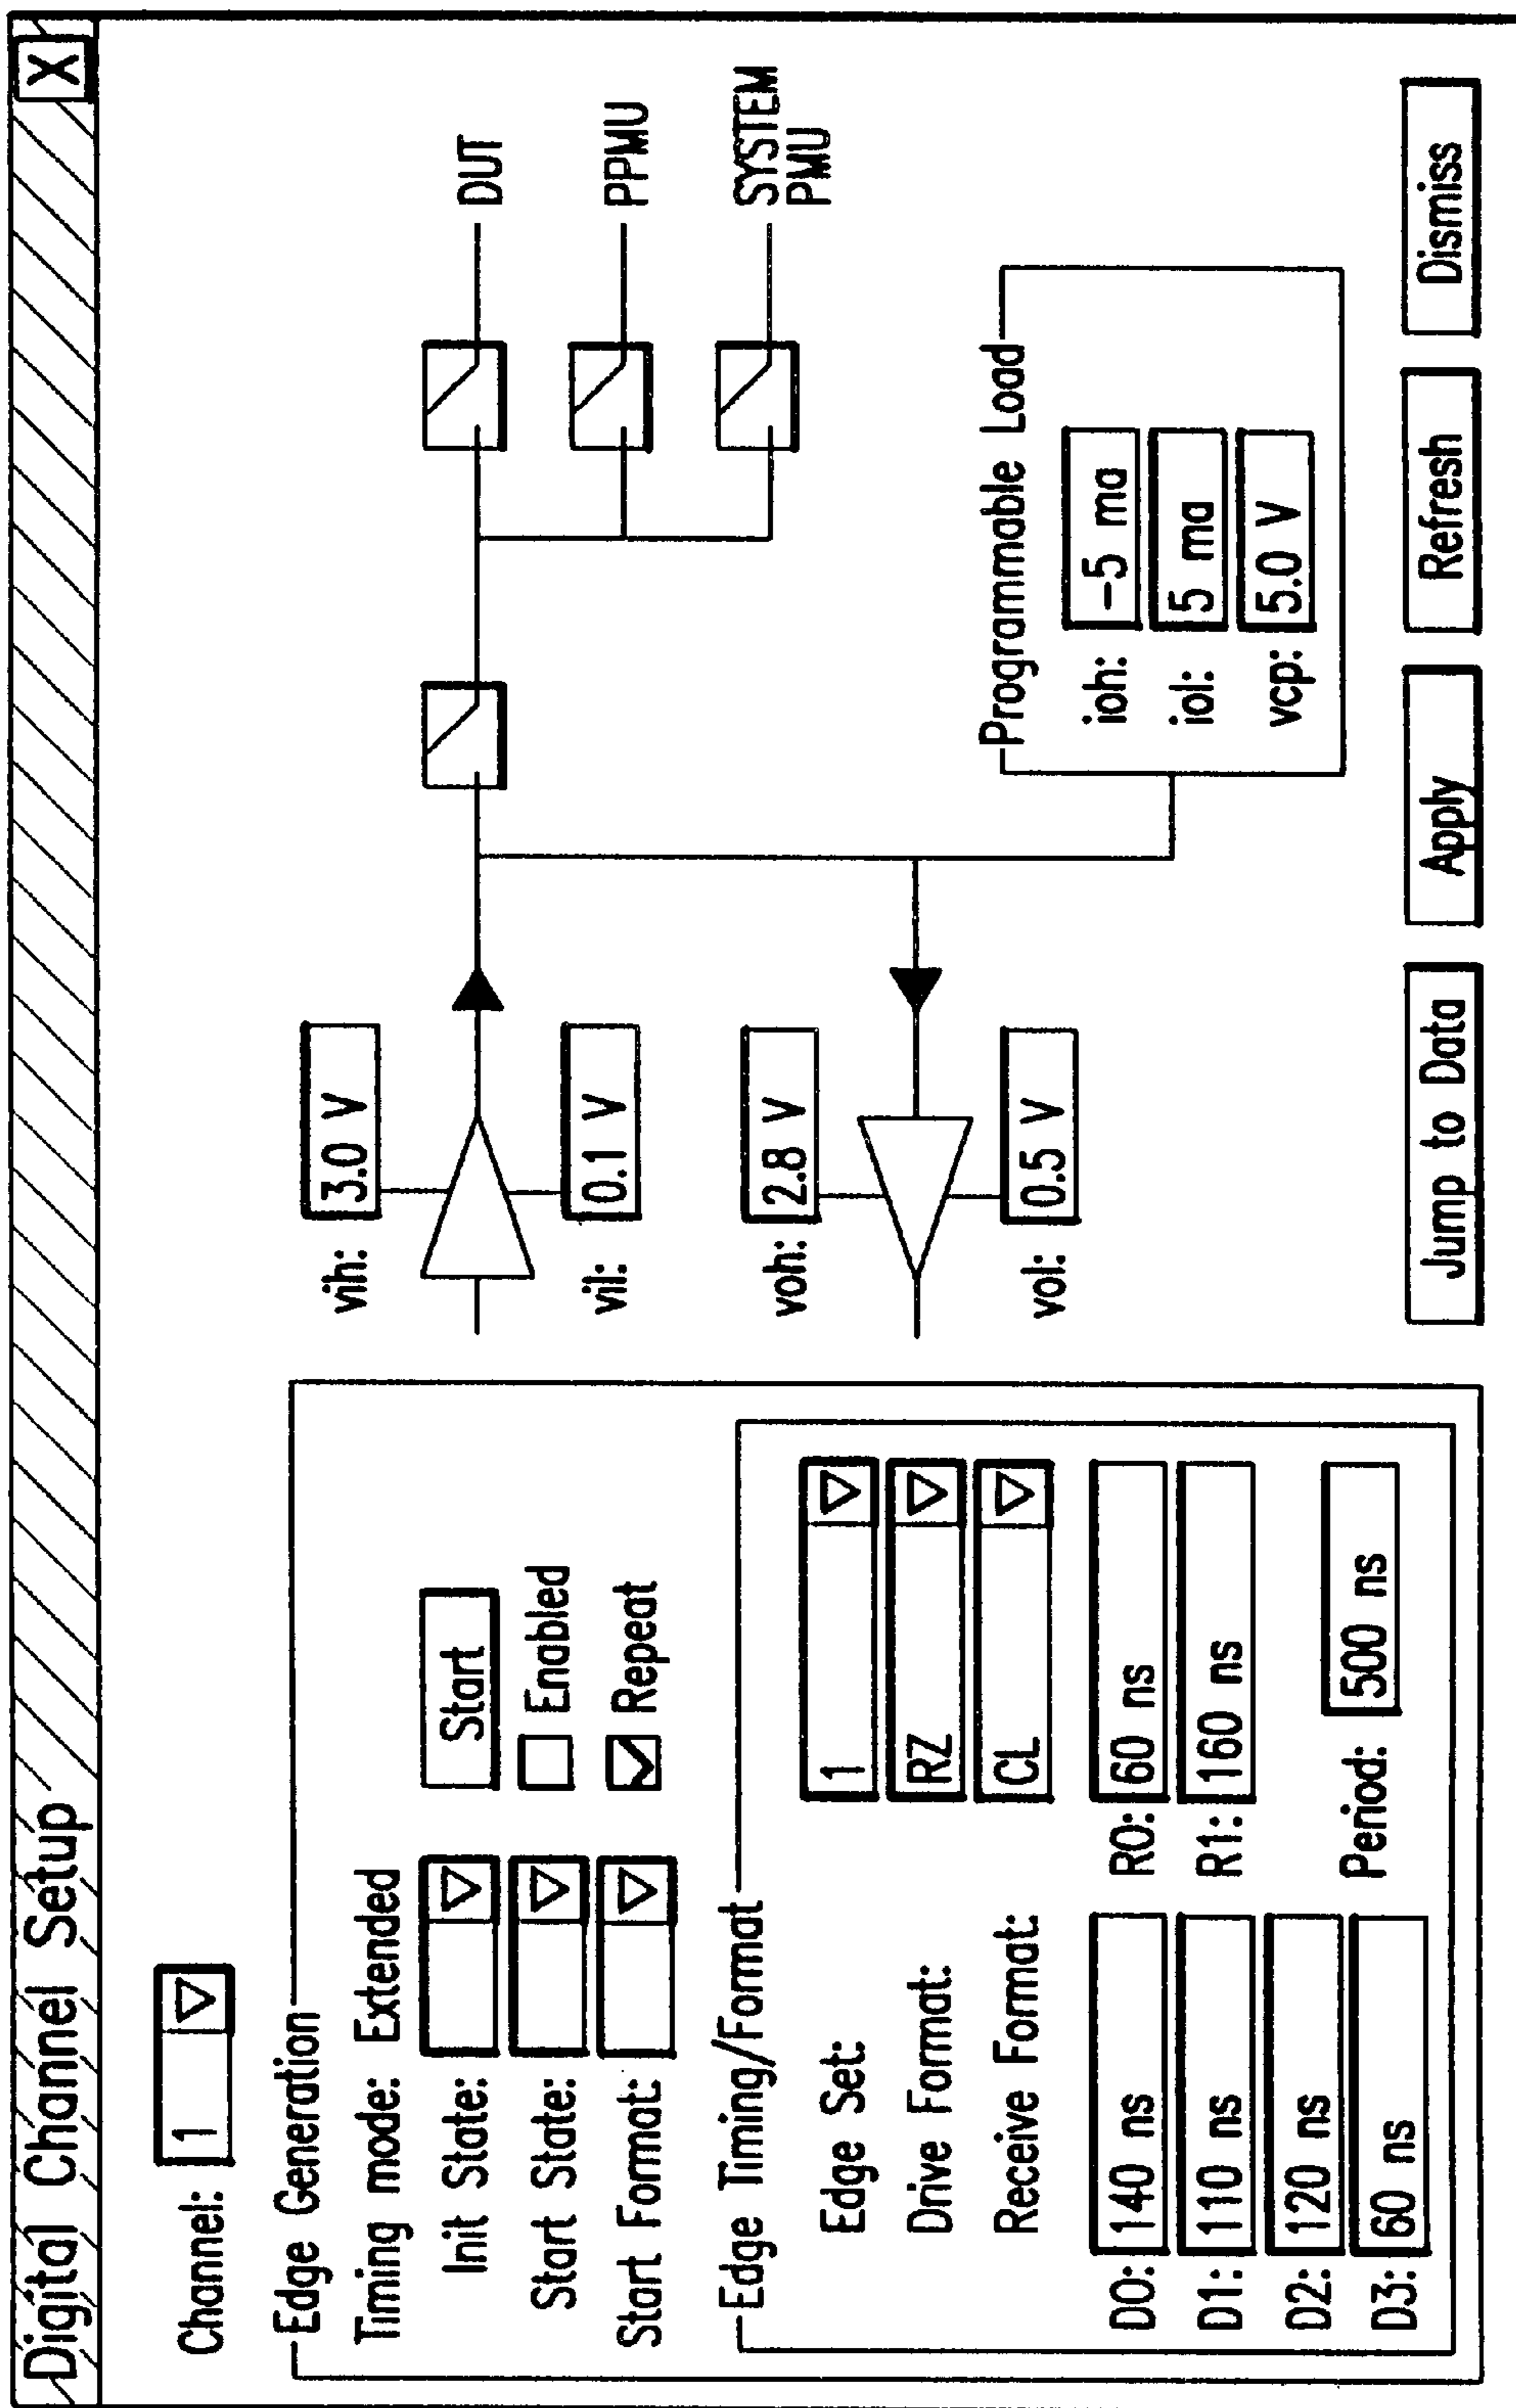 Digital Channel Setup X
Channel: 1
Edge Generation
Timing mode: Extended
Init State:
Start State:
Start Format:
Start
Enabled
Repeat
Edge Timing/Format
Edge Set: 1
Drive Format: RZ
Receive Format: CL
D0: 140 ns R0: 60 ns
D1: 110 ns R1: 160 ns
D2: 120 ns
D3: 60 ns Period: 500 ns
vih: 3.0 V
vil: 0.1 V
voh: 2.8 V
vol: 0.5 V
DUT
PPMU
SYSTEM
PMU
Programmable Load
ioh: -5 ma
iol: 5 ma
vcp: 5.0 V
Jump to Data Apply Refresh Dismiss